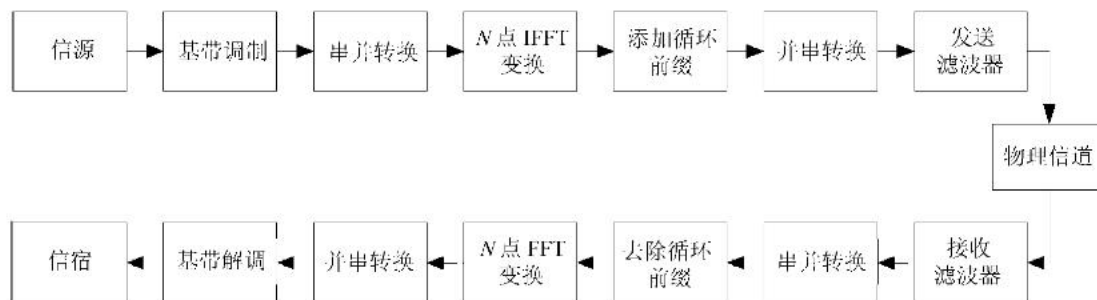 信源
基带调制
串并转换
N点 IFFT
变换
添加循环
前缀
并串转换
发送
滤波器
物理信道
信宿
基带解调
并串转换
N点 FFT
变换
去除循环
前缀
串并转换
接收
滤波器